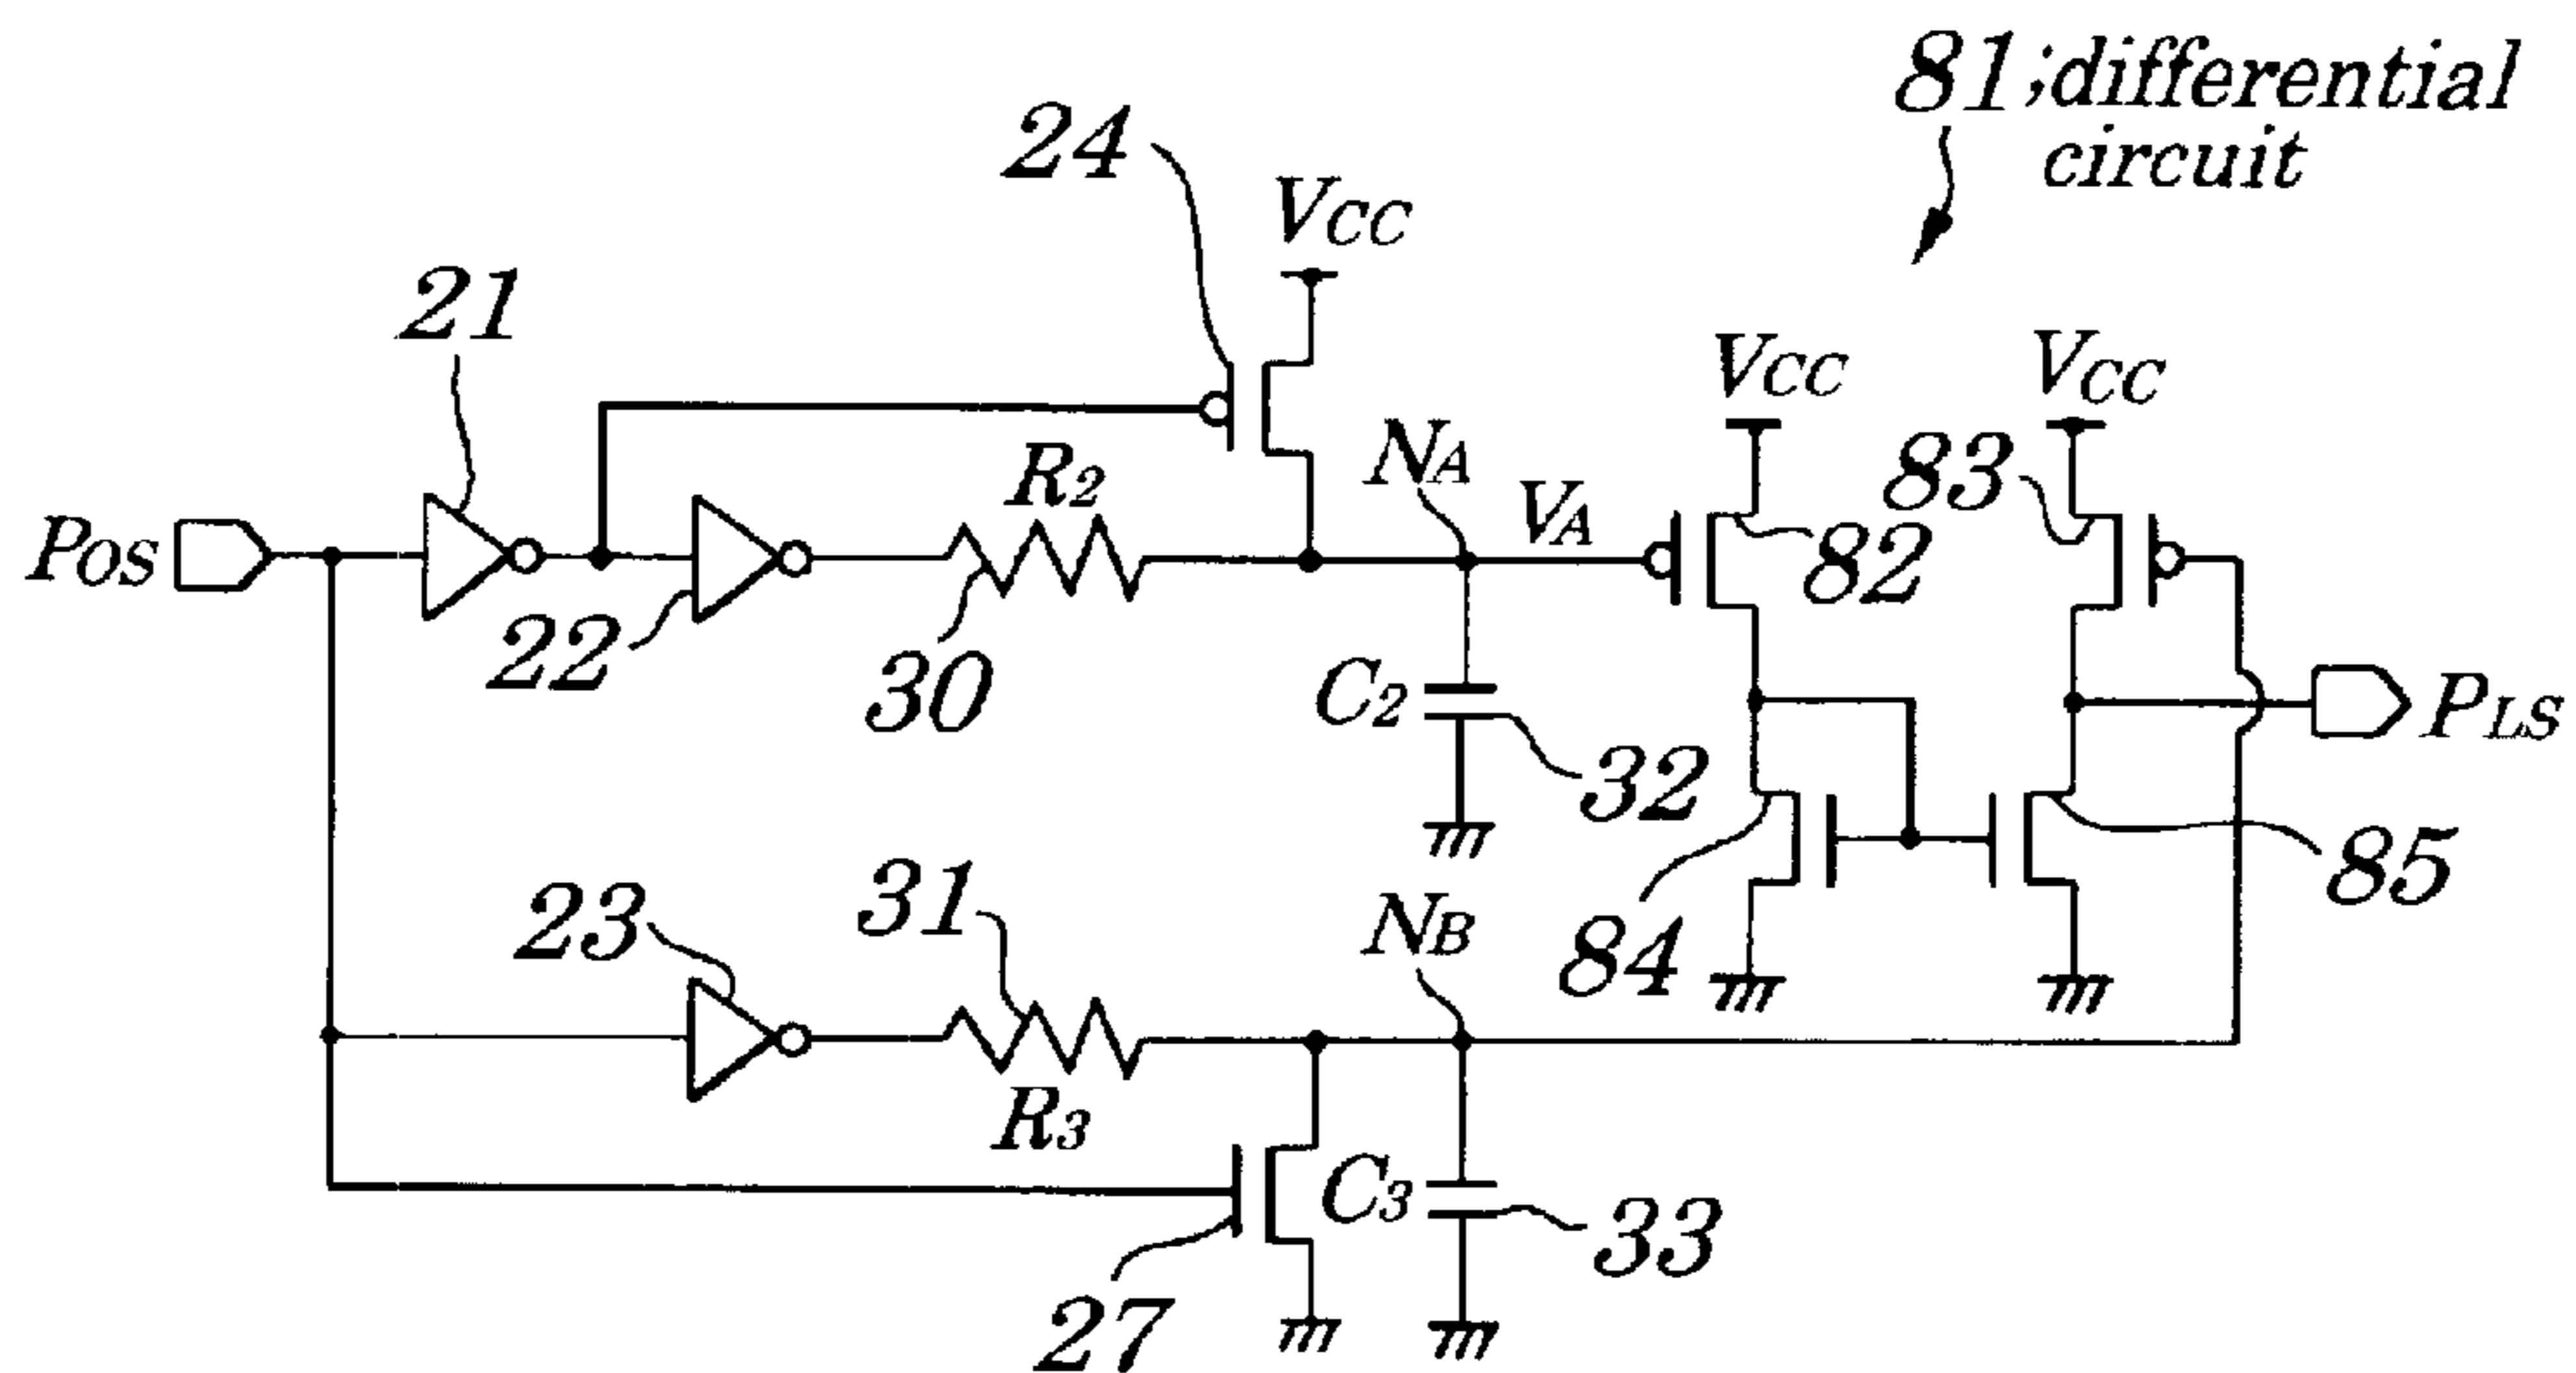 81 ; differential
circuit
24
VCC
21
VCC
VCC
NA
83
R2
VA
POS
82
22
30
C2
PLS
32
31
85
23
NB
84
R3
C3
33
27